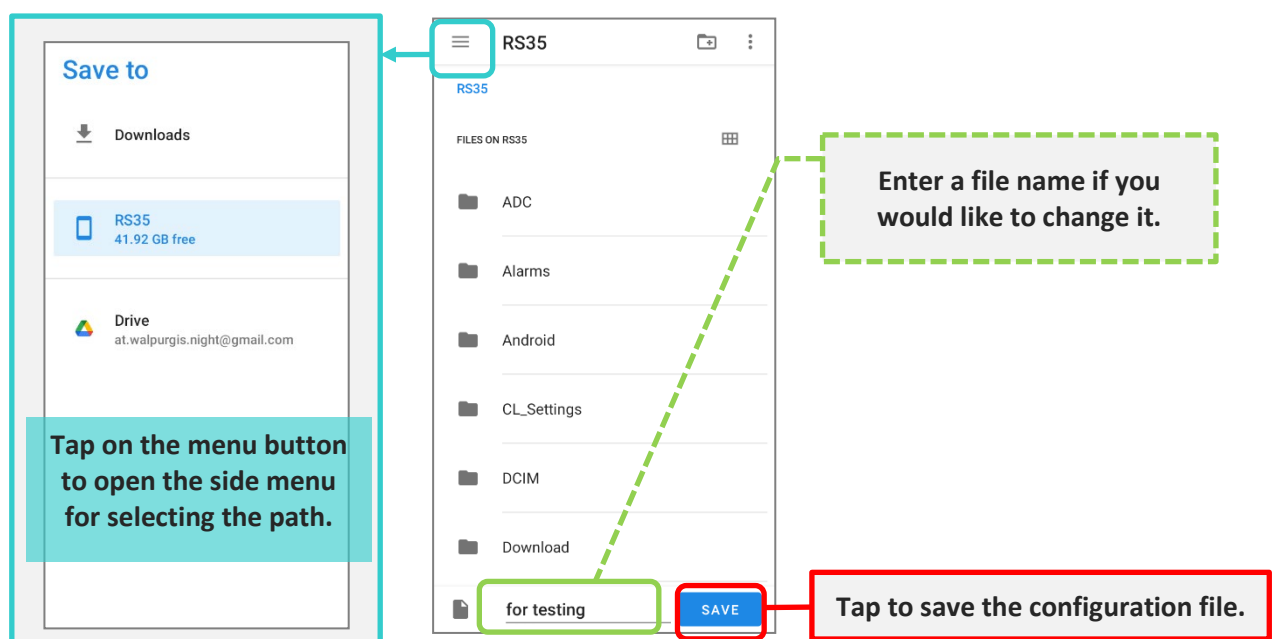 Save to
Downloads
RS35
41.92 GB free
Drive
at.walpurgis.night@gmail.com
Tap on the menu button
to open the side menu
for selecting the path.
RS35
RS35
FILES ON RS35
ADC
Alarms
Android
CL_Settings
DCIM
Download
for testing
SAVE
Enter a file name if you
would like to change it.
Tap to save the configuration file.